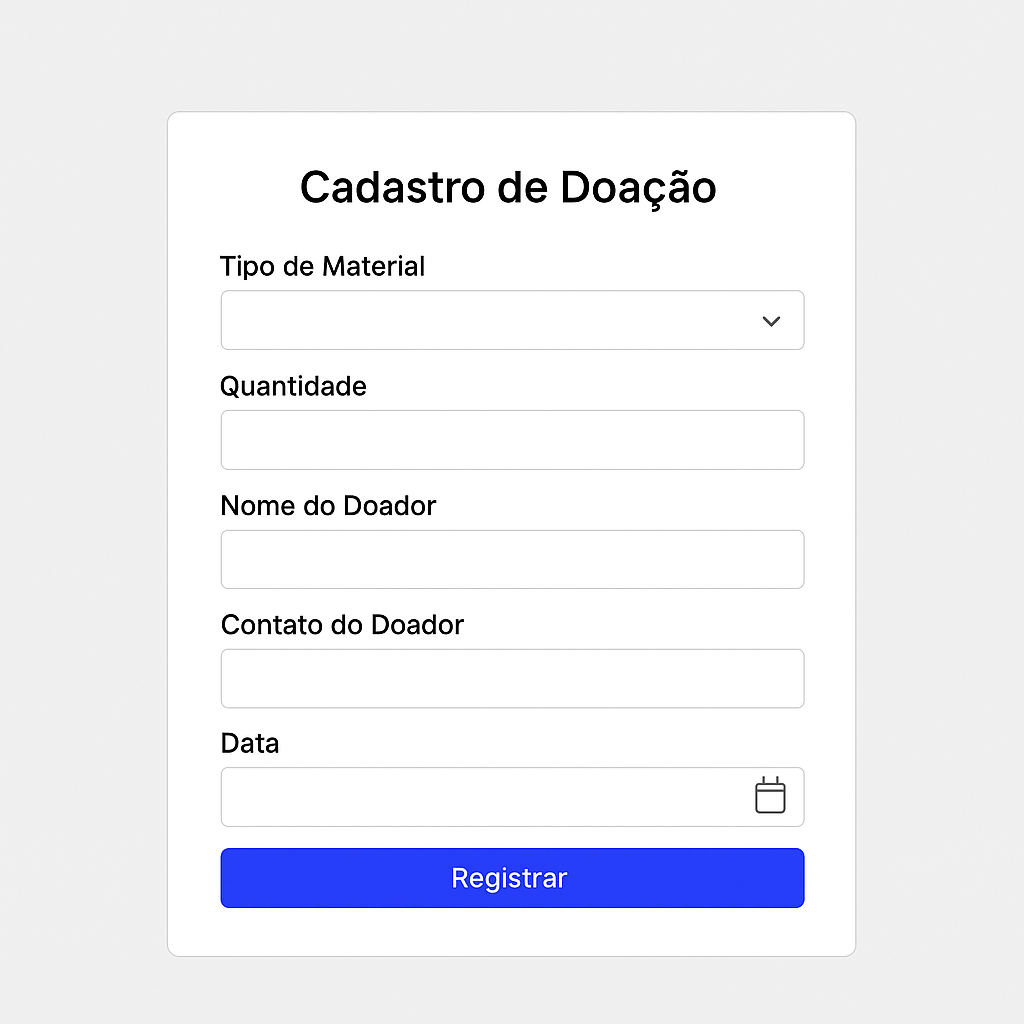 Cadastro de Doação
Tipo de Material
Quantidade
Nome do Doador
Contato do Doador
Data
Registrar